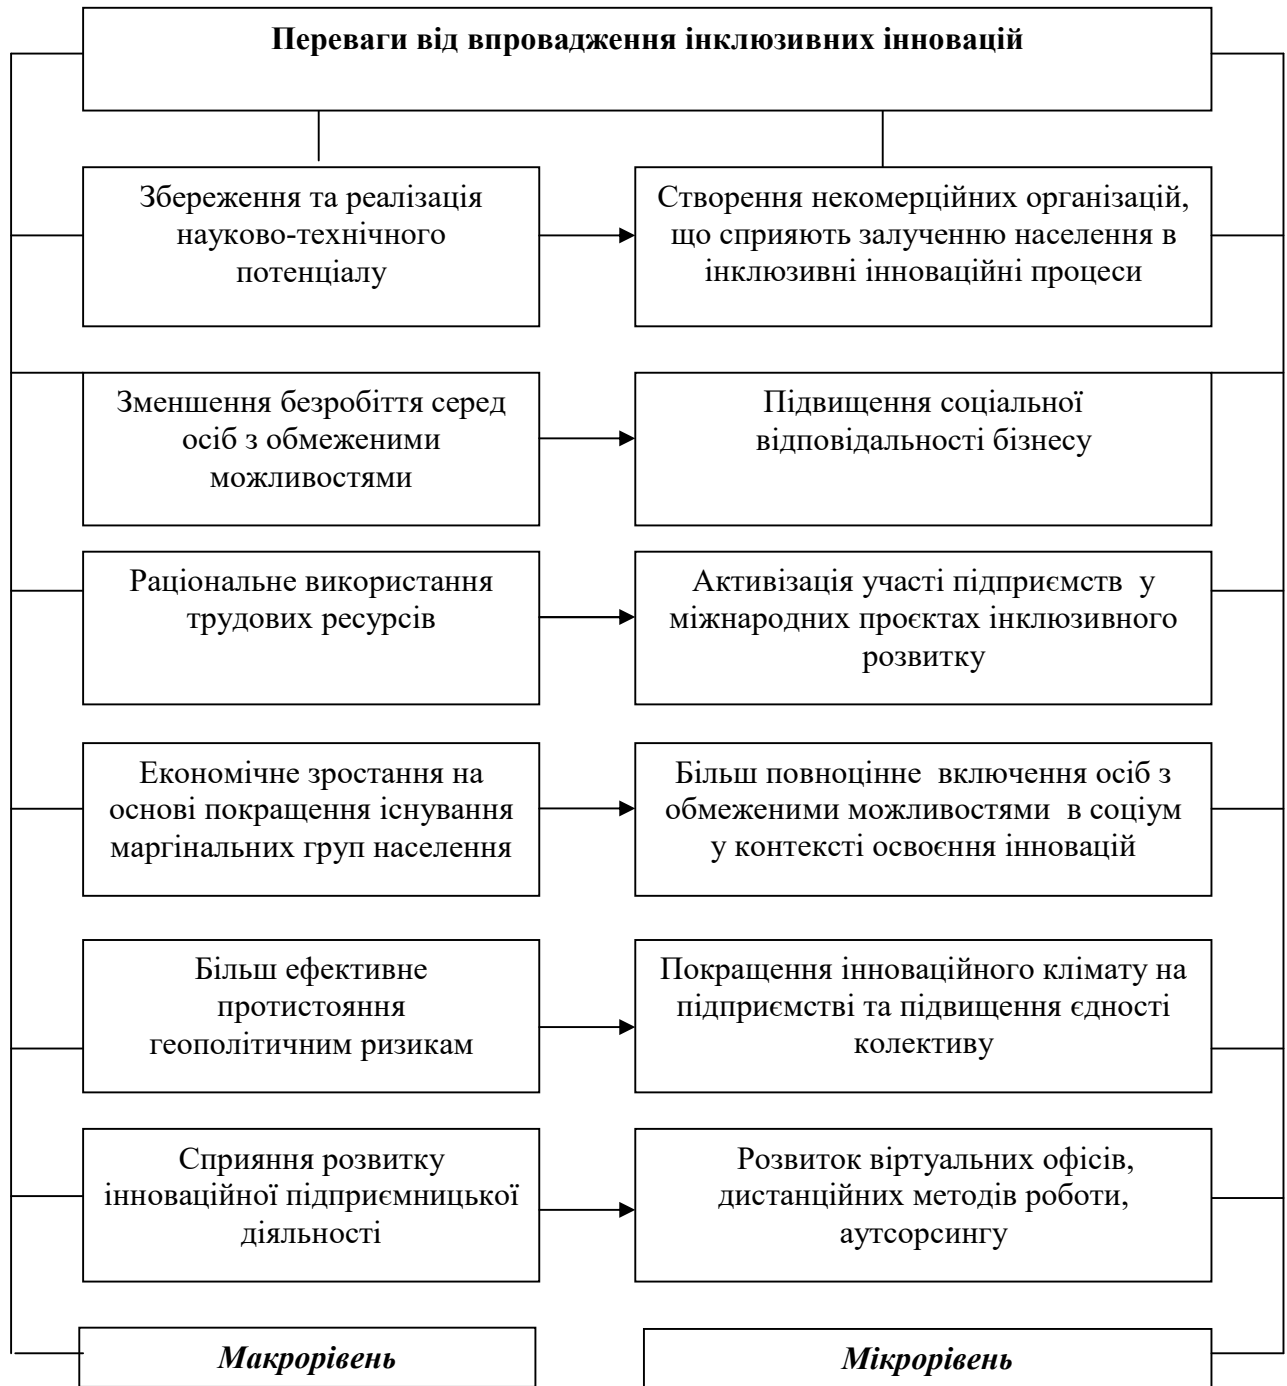 Переваги від впровадження інклюзивних інновацій
Збереження та реалізація
науково-технічного
потенціалу
Створення некомерційних організацій,
що сприяють залученню населення в
інклюзивні інноваційні процеси
Зменшення безробіття серед
осіб з обмеженими
можливостями
Підвищення соціальної
відповідальності бізнесу
Раціональне використання
трудових ресурсів
Активізація участі підприємств у
міжнародних проєктах інклюзивного
розвитку
Економічне зростання на
основі покращення існування
маргінальних груп населення
Більш повноцінне включення осіб з
обмеженими можливостями в соціум
у контексті освоєння інновацій
Більш ефективне
протистояння
геополітичним ризикам
Покращення інноваційного клімату на
підприємстві та підвищення єдності
колективу
Сприяння розвитку
інноваційної підприємницької
діяльності
Розвиток віртуальних офісів,
дистанційних методів роботи,
аутсорсингу
Макрорівень
Мікрорівень